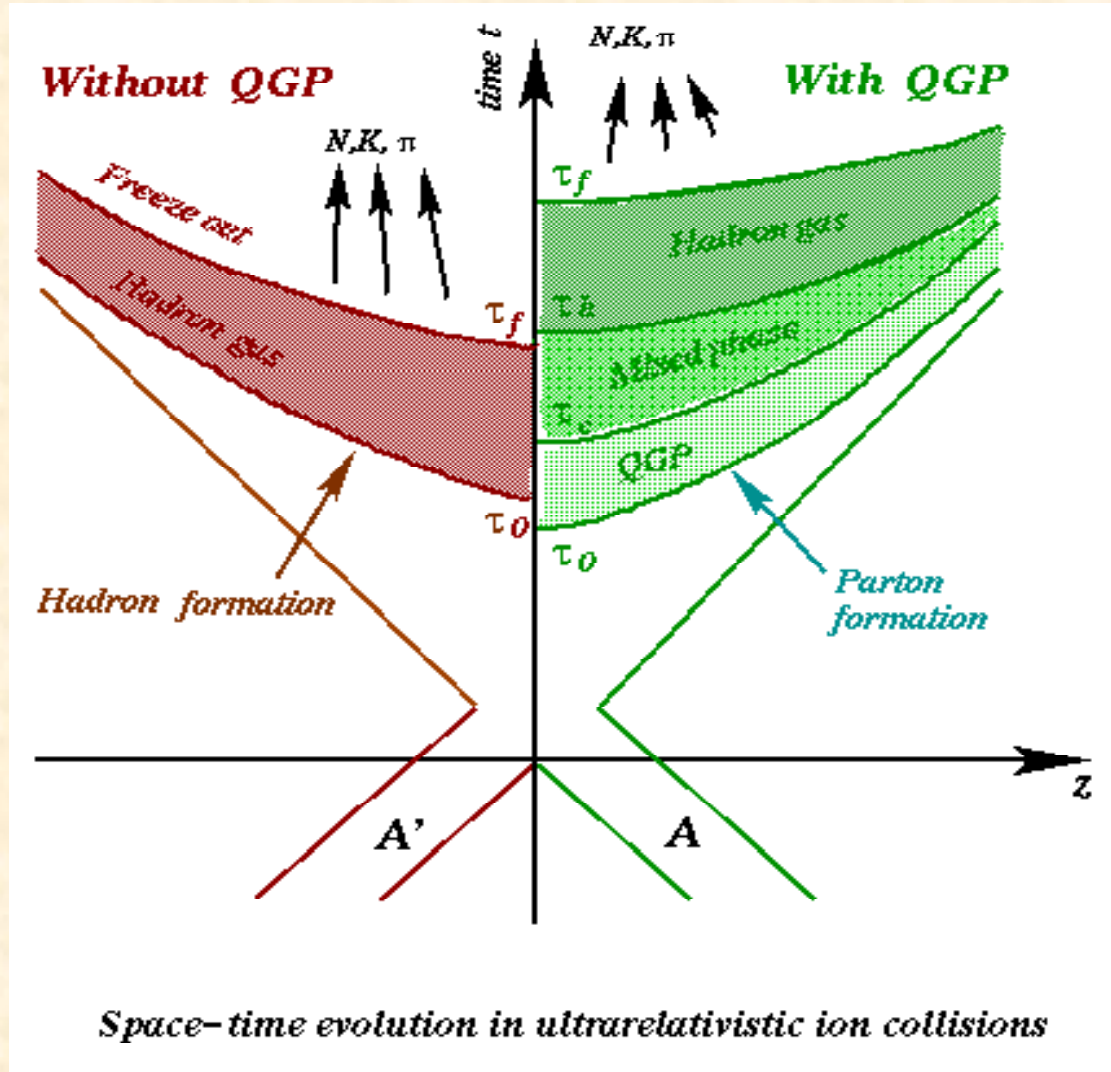 Without QGP
time t
N,K, π
With QGP
N,K, π
Freeze out
Hadron gas
τf
τ0
Hadron formation
τf
Hadron gas
τh
Mixed phase
τc
QGP
τ0
Parton
formation
A’
A
z
Space-time evolution in ultrarelativistic ion collisions